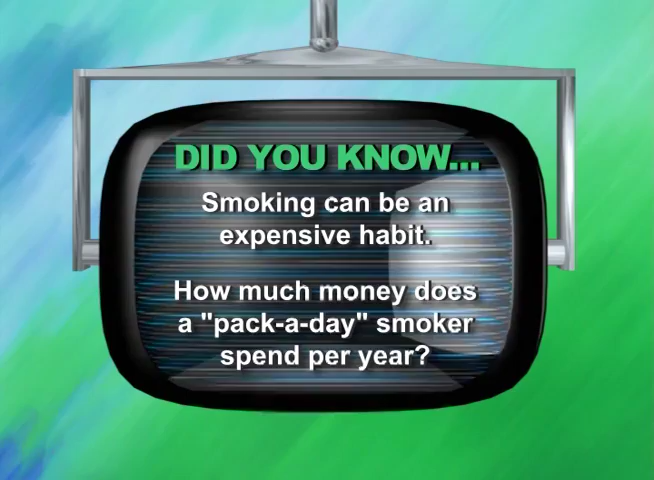 DID YOU KNOW...
Smoking can be an
expensive habit.
How much money does
a "pack-a-day" smoker
spend per year?